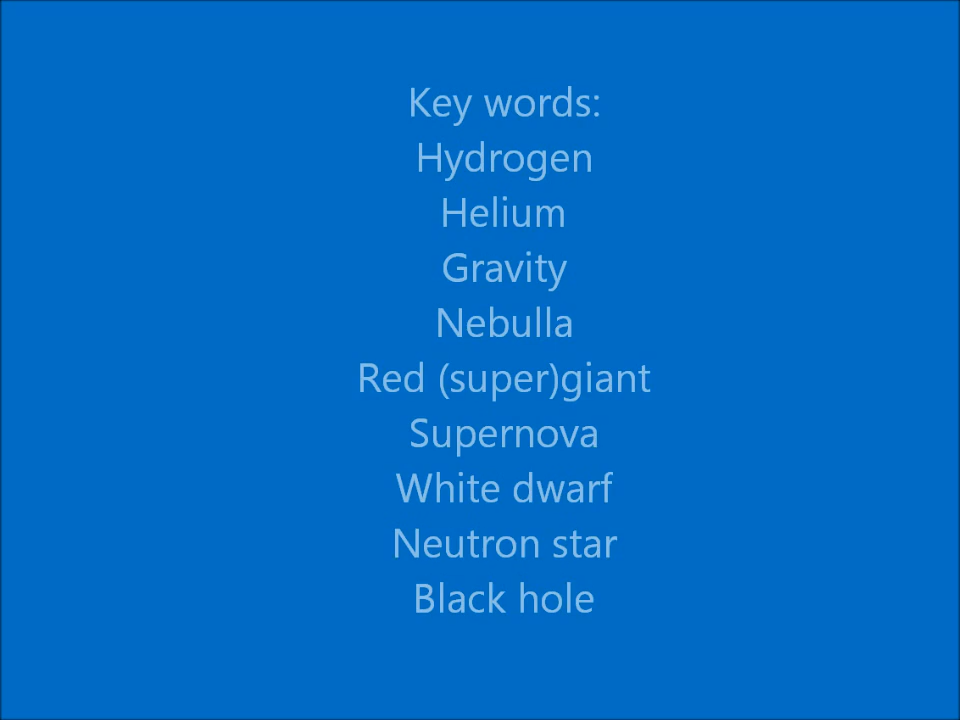 Key words:
Hydrogen
Helium
Gravity
Nebulla
Red (super)giant
Supernova
White dwarf
Neutron star
Black hole